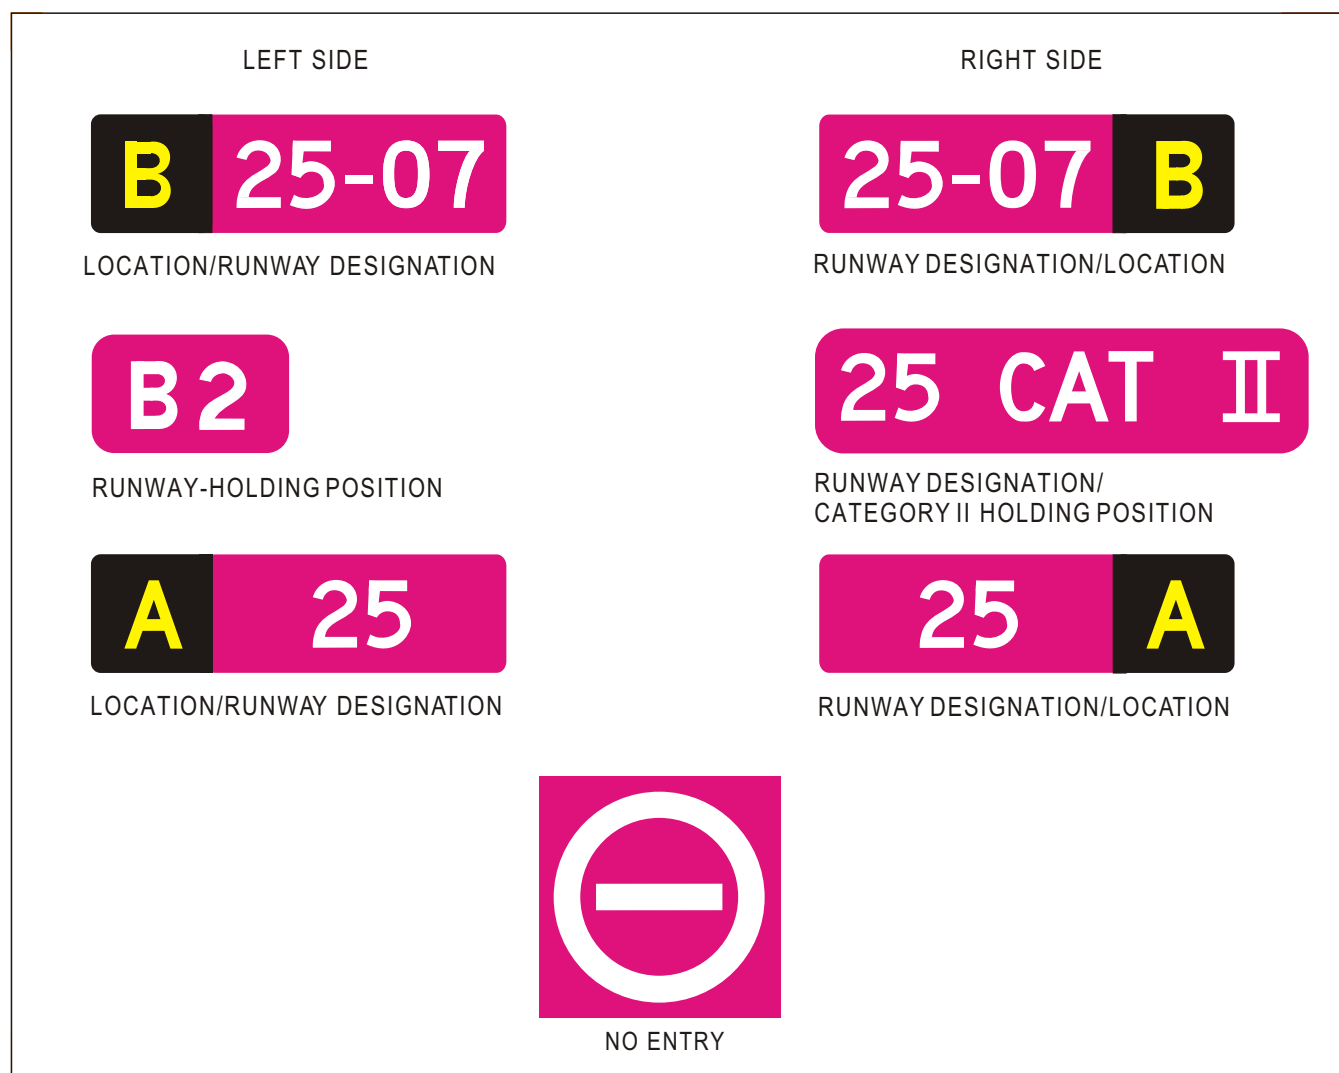 LEFT SIDE
RIGHT SIDE
B 25-07
25-07 B
LOCATION/RUNWAY DESIGNATION
RUNWAY DESIGNATION/LOCATION
B2
25 CAT II
RUNWAY-HOLDING POSITION
RUNWAY DESIGNATION/
CATEGORY II HOLDING POSITION
A 25
25 A
LOCATION/RUNWAY DESIGNATION
RUNWAY DESIGNATION/LOCATION
NO ENTRY